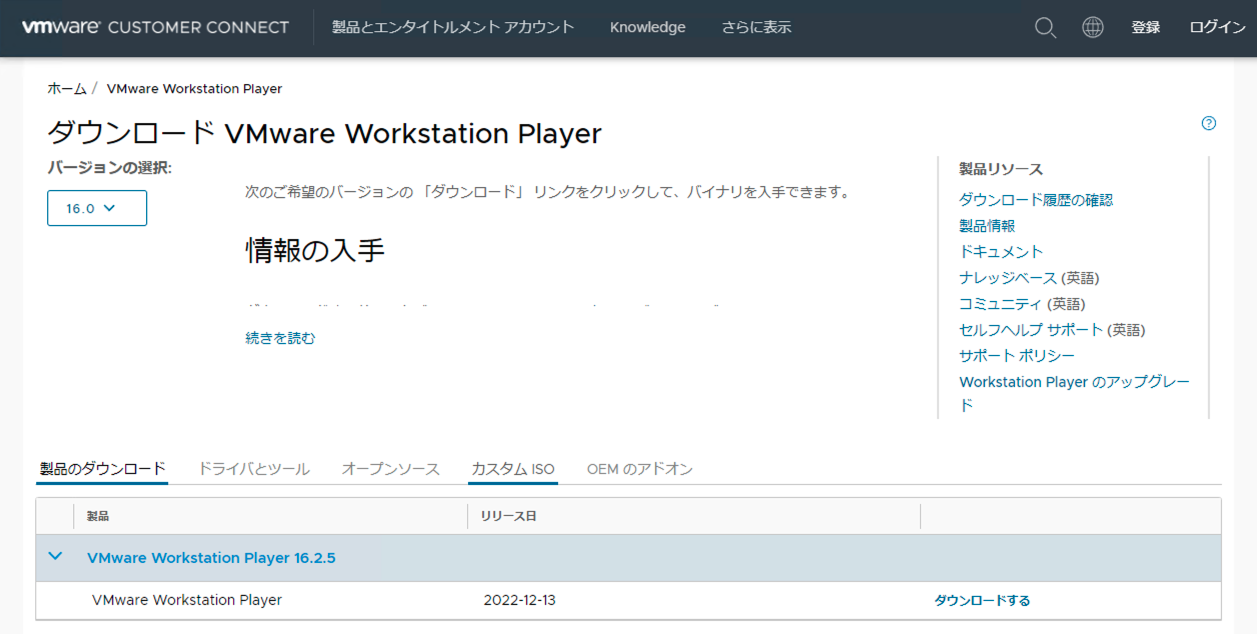 vmware® CUSTOMER CONNECT 製品とエンタイトルメント アカウント Knowledge さらに表示 登録 ログイン
ホーム / VMware Workstation Player
ダウンロード VMware Workstation Player
バージョンの選択:
16.0
次のご希望のバージョンの 「ダウンロード」 リンクをクリックして、バイナリを入手できます。
情報の入手
続きを読む
製品リソース
ダウンロード履歴の確認
製品情報
ドキュメント
ナレッジベース (英語)
コミュニティ (英語)
セルフヘルプ サポート (英語)
サポート ポリシー
Workstation Player のアップグレー
ド
製品のダウンロード ドライバとツール オープンソース カスタム ISO OEM のアドオン
製品 リリース日
VMware Workstation Player 16.2.5
VMware Workstation Player 2022-12-13 ダウンロードする